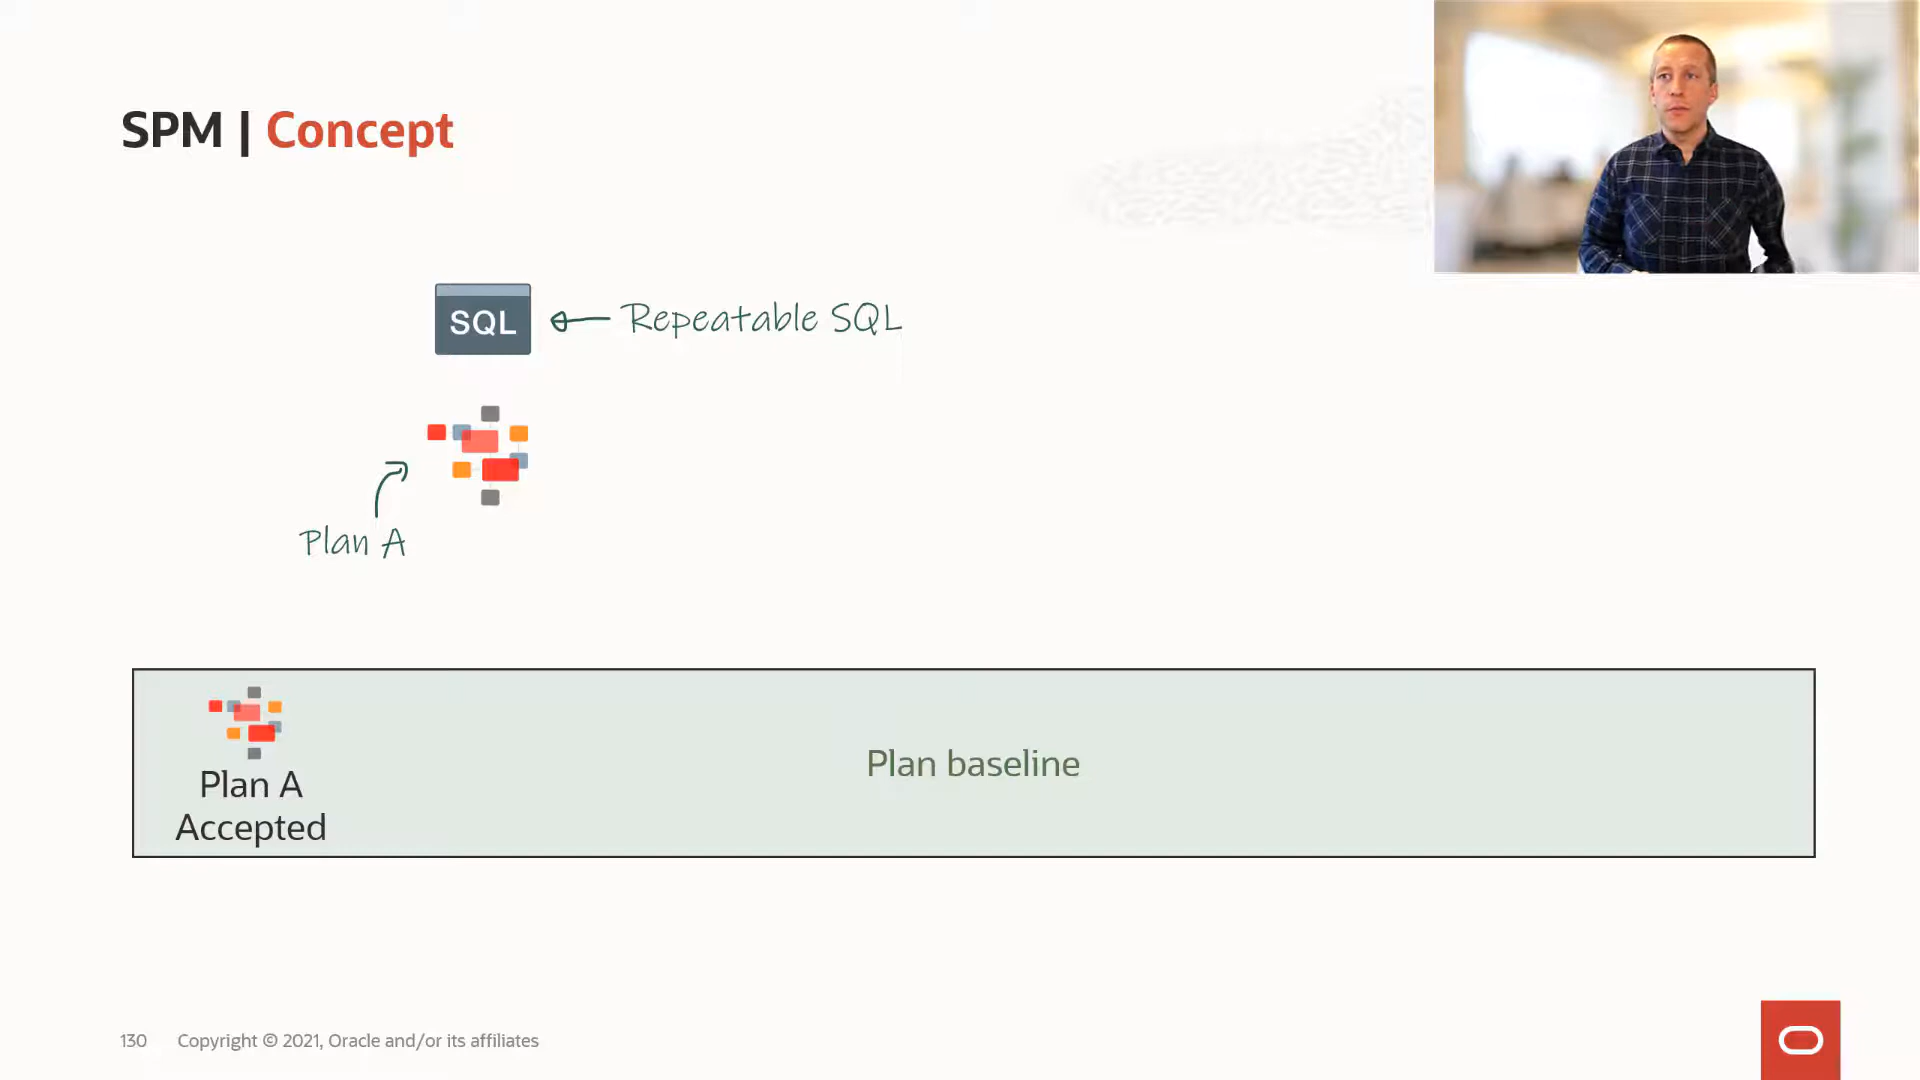 SPM | Concept
SQL
Repeatable SQL
Plan A
Plan A
Accepted
Plan baseline
130 Copyright © 2021, Oracle and/or its affiliates